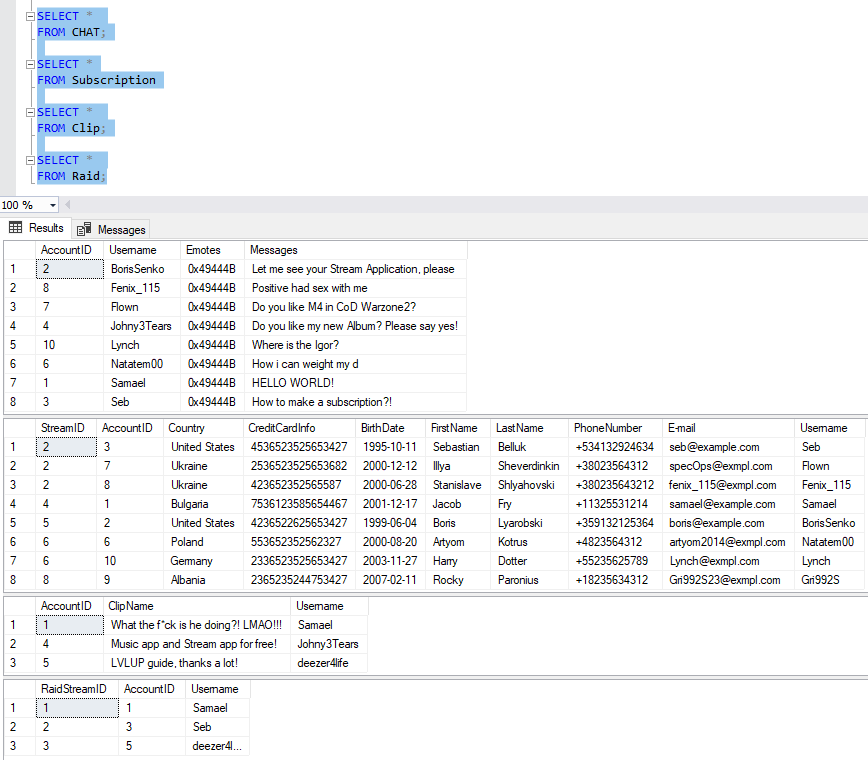 SELECT *
FROM CHAT;
SELECT *
FROM Subscription
SELECT *
FROM Clip;
SELECT *
FROM Raid;
100 %
Results Messages
AccountID Username Emotes Messages
1 2 BorisSenko 0x49444B Let me see your Stream Application, please
2 8 Fenix_115 0x49444B Positive had sex with me
3 7 Flown 0x49444B Do you like M4 in CoD Warzone2?
4 4 Johny3Tears 0x49444B Do you like my new Album? Please say yes!
5 10 Lynch 0x49444B Where is the Igor?
6 6 Natatem00 0x49444B How i can weight my d
7 1 Samael 0x49444B HELLO WORLD!
8 3 Seb 0x49444B How to make a subscription?!
StreamID AccountID Country CreditCardInfo BirthDate FirstName LastName PhoneNumber E-mail Username
1 2 3 United States 4536523525653427 1995-10-11 Sebastian Belluk +534132924634 seb@example.com Seb
2 2 7 Ukraine 2536523525653682 2000-12-12 Illya Sheverdinkin +38023564312 specOps@exmpl.com Flown
3 2 8 Ukraine 423652352565587 2000-06-28 Stanislave Shlyahovski +380235643212 fenix_115@exmpl.com Fenix_115
4 4 1 Bulgaria 7536123585654467 2001-12-17 Jacob Fry +11325531214 samael@example.com Samael
5 5 2 United States 4236522625653427 1999-06-04 Boris Lyarobski +359132125364 boris@example.com BorisSenko
6 6 6 Poland 553652352562327 2000-08-20 Artyom Kotrus +4823564312 artyom2014@exmpl.com Natatem00
7 6 10 Germany 2336523525653427 2003-11-27 Harry Dotter +55235625789 Lynch@exmpl.com Lynch
8 8 9 Albania 2365235244753427 2007-02-11 Rocky Paronius +18235634312 Gri992S23@exmpl.com Gri992S
AccountID ClipName Username
1 1 What the f*ck is he doing?! LMAO!!! Samael
2 4 Music app and Stream app for free! Johny3Tears
3 5 LVLUP guide, thanks a lot! deezer4life
RaidStreamID AccountID Username
1 1 1 Samael
2 2 3 Seb
3 3 5 deezer4l...